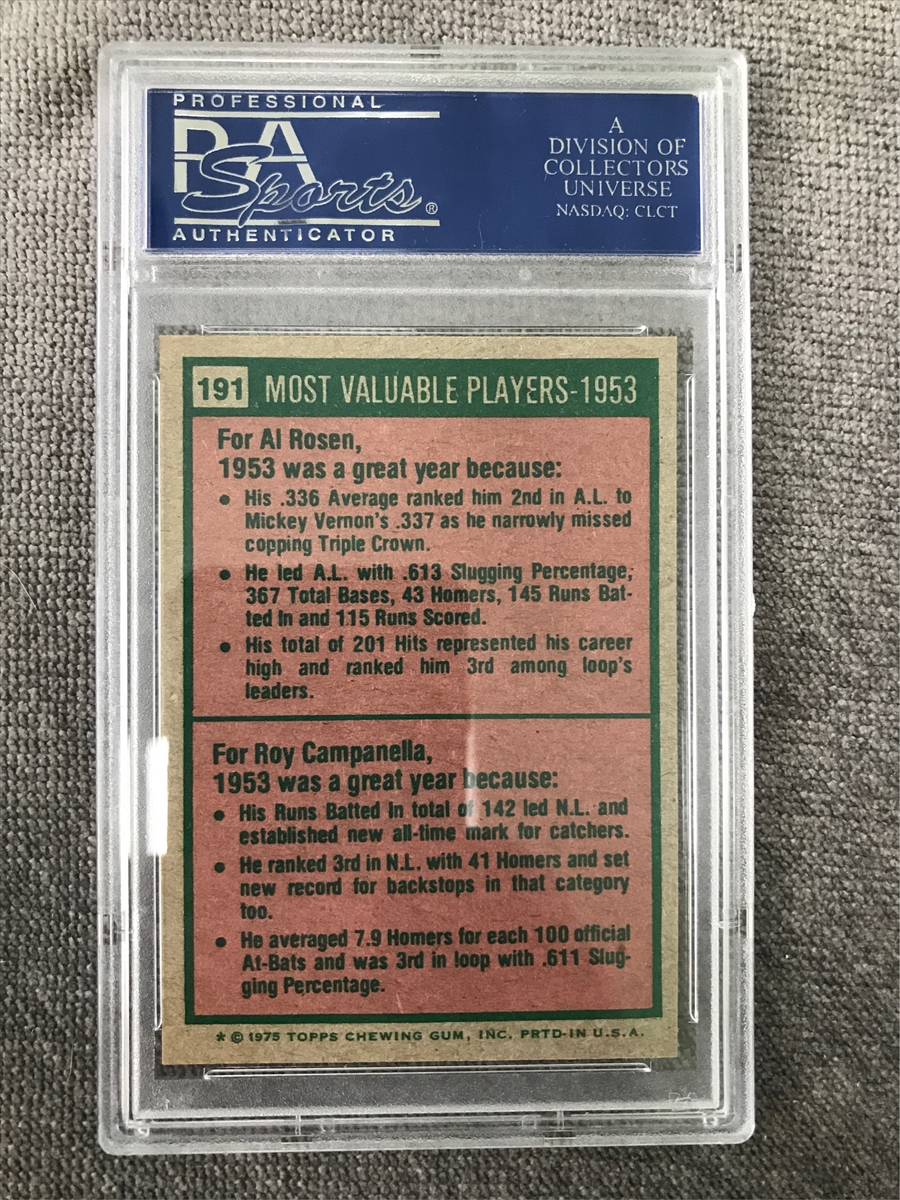 PROFESSIONAL
PSA
Sports®
AUTHENTICATOR
A
DIVISION OF
COLLECTORS
UNIVERSE
NASDAQ: CLCT
191 MOST VALUABLE PLAYERS-1953
For Al Rosen,
1953 was a great year because:
• His .336 Average ranked him 2nd in A.L. to
Mickey Vernon's .337 as he narrowly missed
copping Triple Crown.
• He led A.L. with .613 Slugging Percentage,
367 Total Bases, 43 Homers, 145 Runs Bat-
ted In and 115 Runs Scored.
• His total of 201 Hits represented his career
high and ranked him 3rd among loop's
leaders.
For Roy Campanella,
1953 was a great year because:
• His Runs Batted In total of 142 led N.L. and
established new all-time mark for catchers.
• He ranked 3rd in N.L. with 41 Homers and set
new record for backstops in that category
too.
• He averaged 7.9 Homers for each 100 official
At-Bats and was 3rd in loop with .611 Slug-
ging Percentage.
* © 1975 TOPPS CHEWING GUM, INC. PRTD-IN U.S.A.